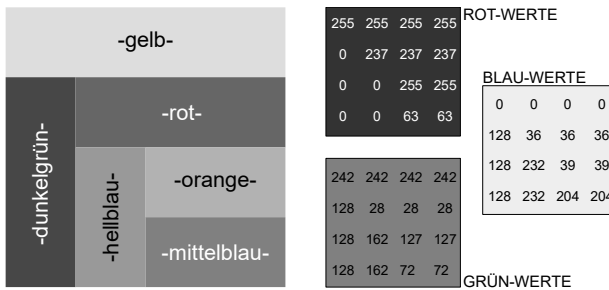 -gelb-
-rot-
-dunkelgrün-
-hellblau-
-orange-
-mittelblau-
ROT-WERTE
255 255 255 255
0 237 237 237
0 0 255 255
0 0 63 63
BLAU-WERTE
0 0 0 0
128 36 36 36
128 232 39 39
128 232 204 204
242 242 242 242
128 28 28 28
128 162 127 127
128 162 72 72
GRÜN-WERTE